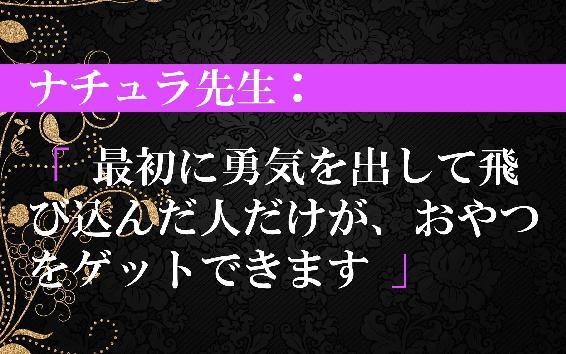 ナチュラ先生：
「 最初に勇気を出して飛
び込んだ人だけが、おやつ
をゲットできます 」